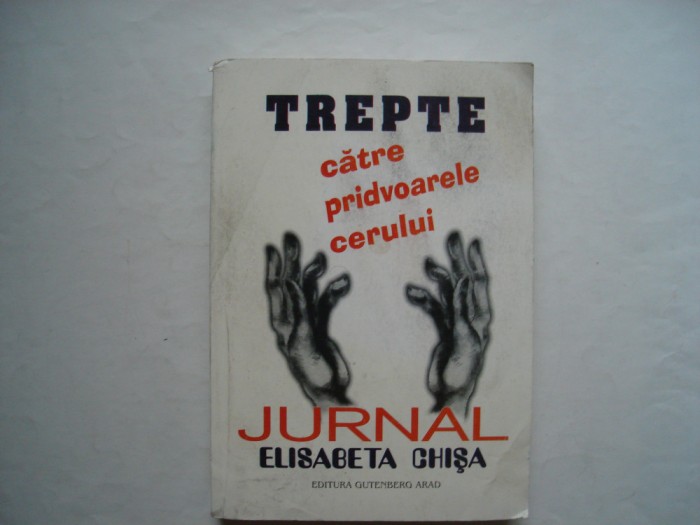 TREPTE
către
pridvoarele
cerului
JURNAL
ELISABETA CHIŞA
EDITURA GUTENBERG ARAD